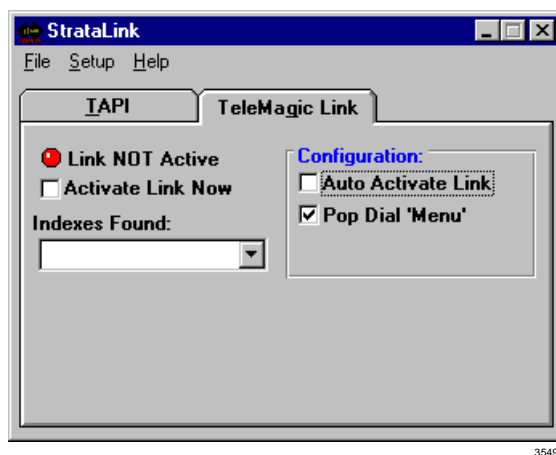 StrataLink
File Setup Help
TAPI
TeleMagic Link
Link NOT Active
Activate Link Now
Indexes Found:
Configuration:
Auto Activate Link
Pop Dial 'Menu'
3549